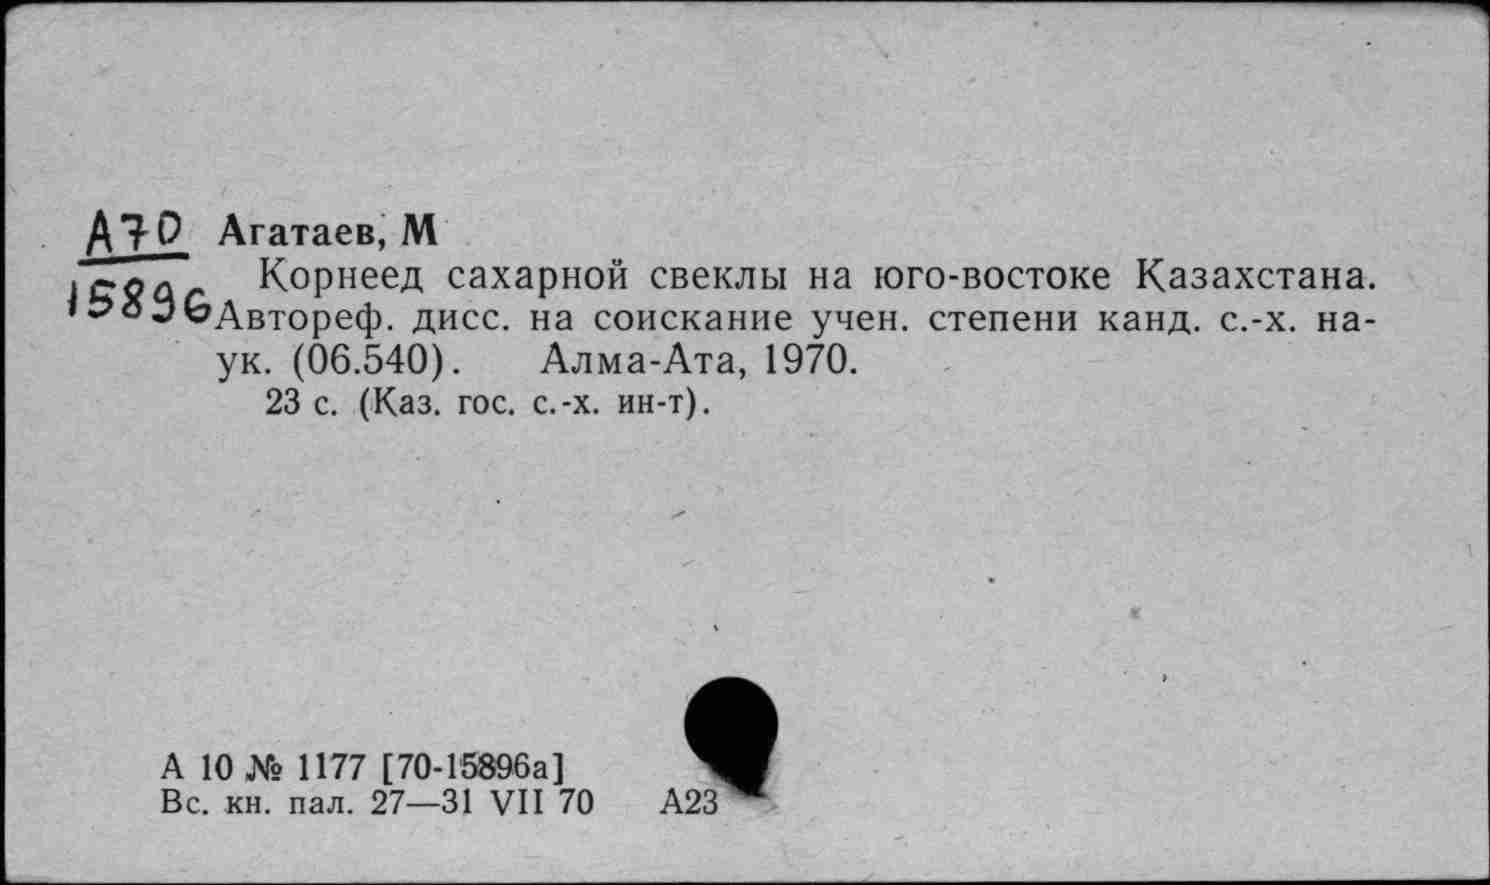 А70 Агатаев, М
15896 Корнеед сахарной свеклы на юго-востоке Казахстана.
Автореф. дисс. на соискание учен. степени канд. с.-х. на-
ук. (06.540). Алма-Ата, 1970.
23 с. (Каз. гос. с.-х. ин-т).
А 10 № 1177 [70-15896а]
Вс. кн. пал. 27—31 VII 70 А23